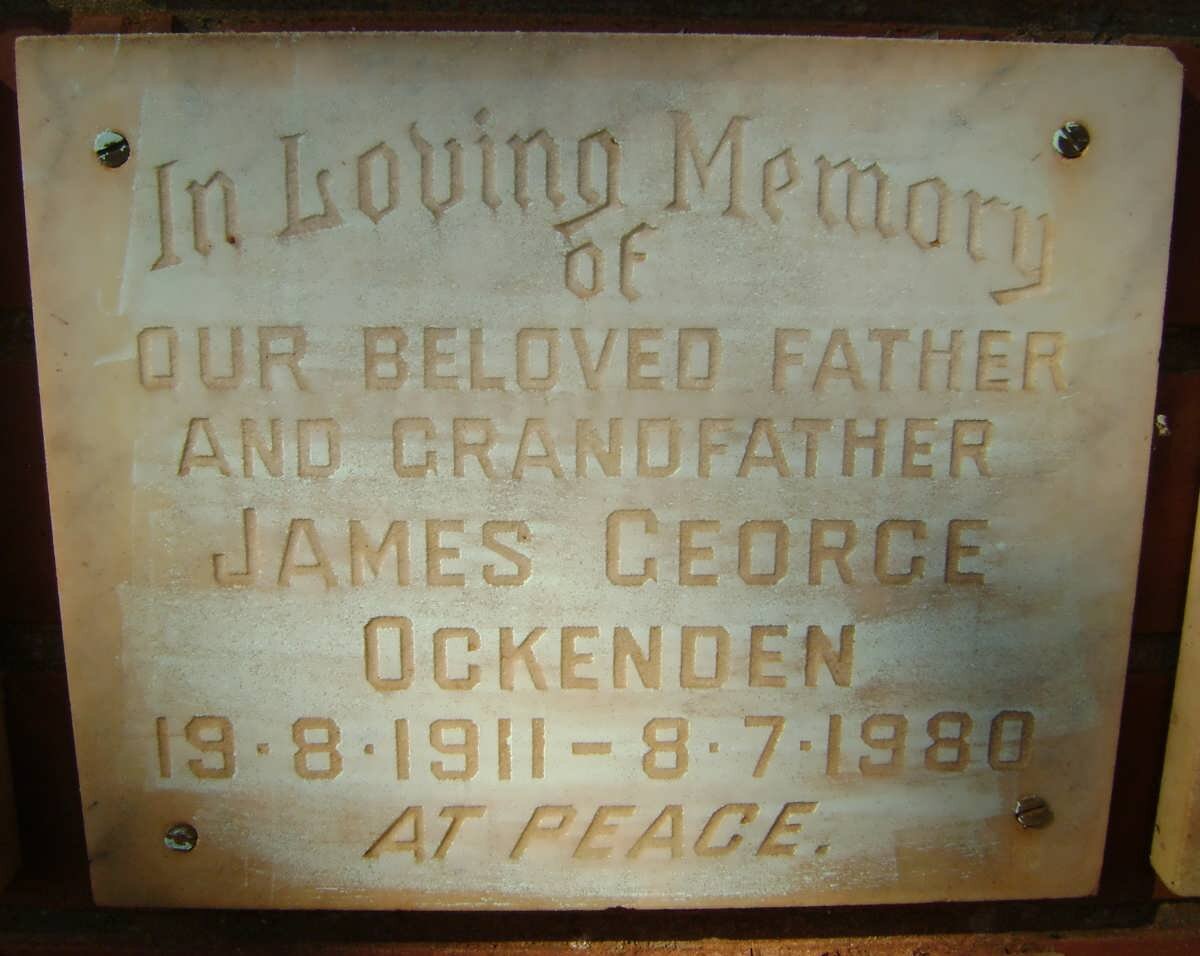 In Loving Memory
of
OUR BELOVED FATHER
AND GRANDFATHER
JAMES GEORGE
OCKENDEN
19·8·1911 – 8·7·1980
AT PEACE.